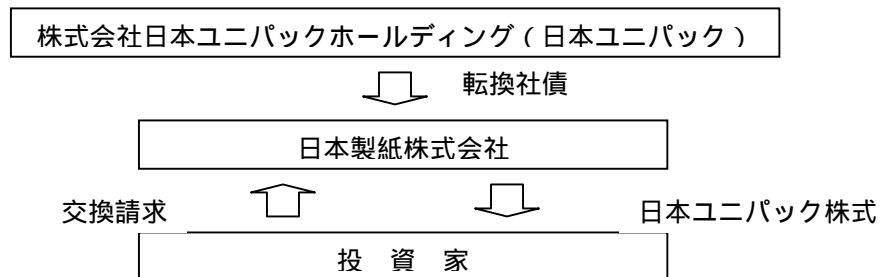 株式会社日本ユニパックホールディング（日本ユニパック）
転換社債
日本製紙株式会社
交換請求
日本ユニパック株式
投 資 家